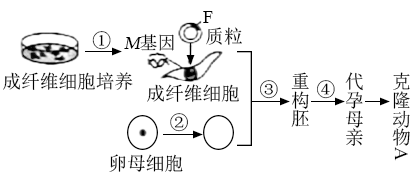 F
①
M基因
质粒
成纤维细胞培养
成纤维细胞
②
卵母细胞
③
重构胚
④
代孕母亲
克隆动物A